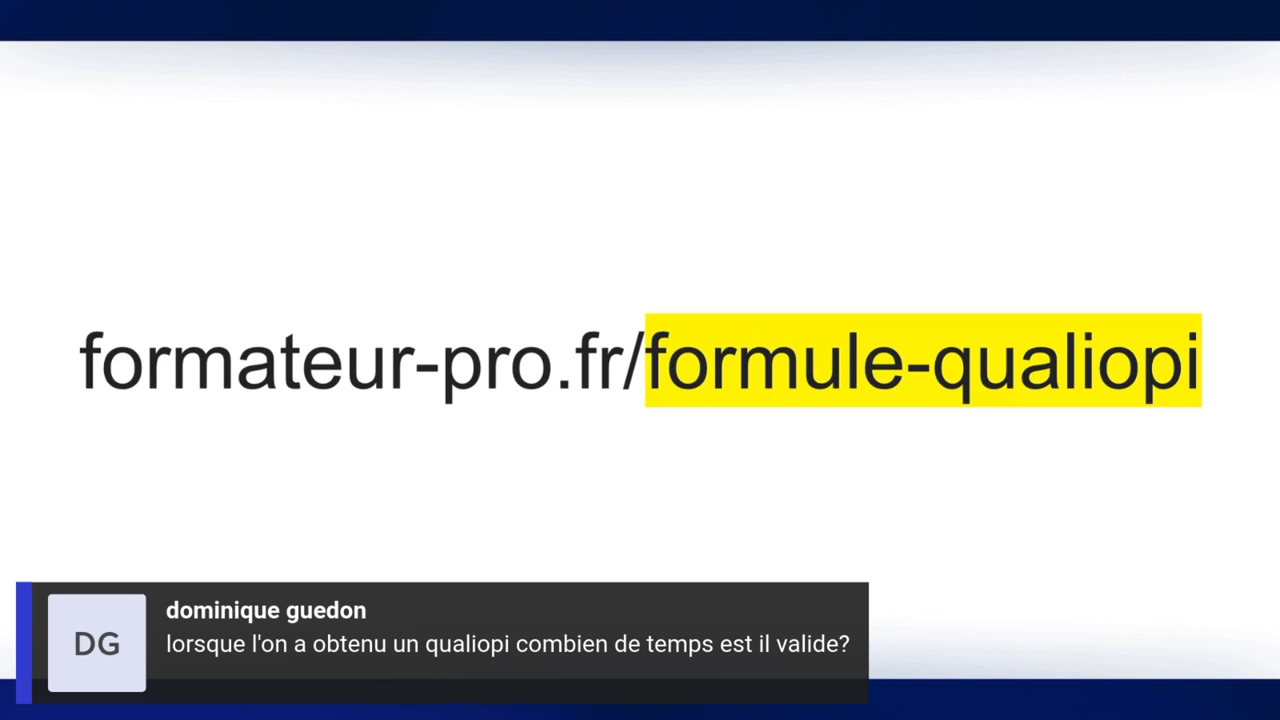 formateur-pro.fr/formule-qualiopi
DG
dominique guedon
lorsque l'on a obtenu un qualiopi combien de temps est il valide?